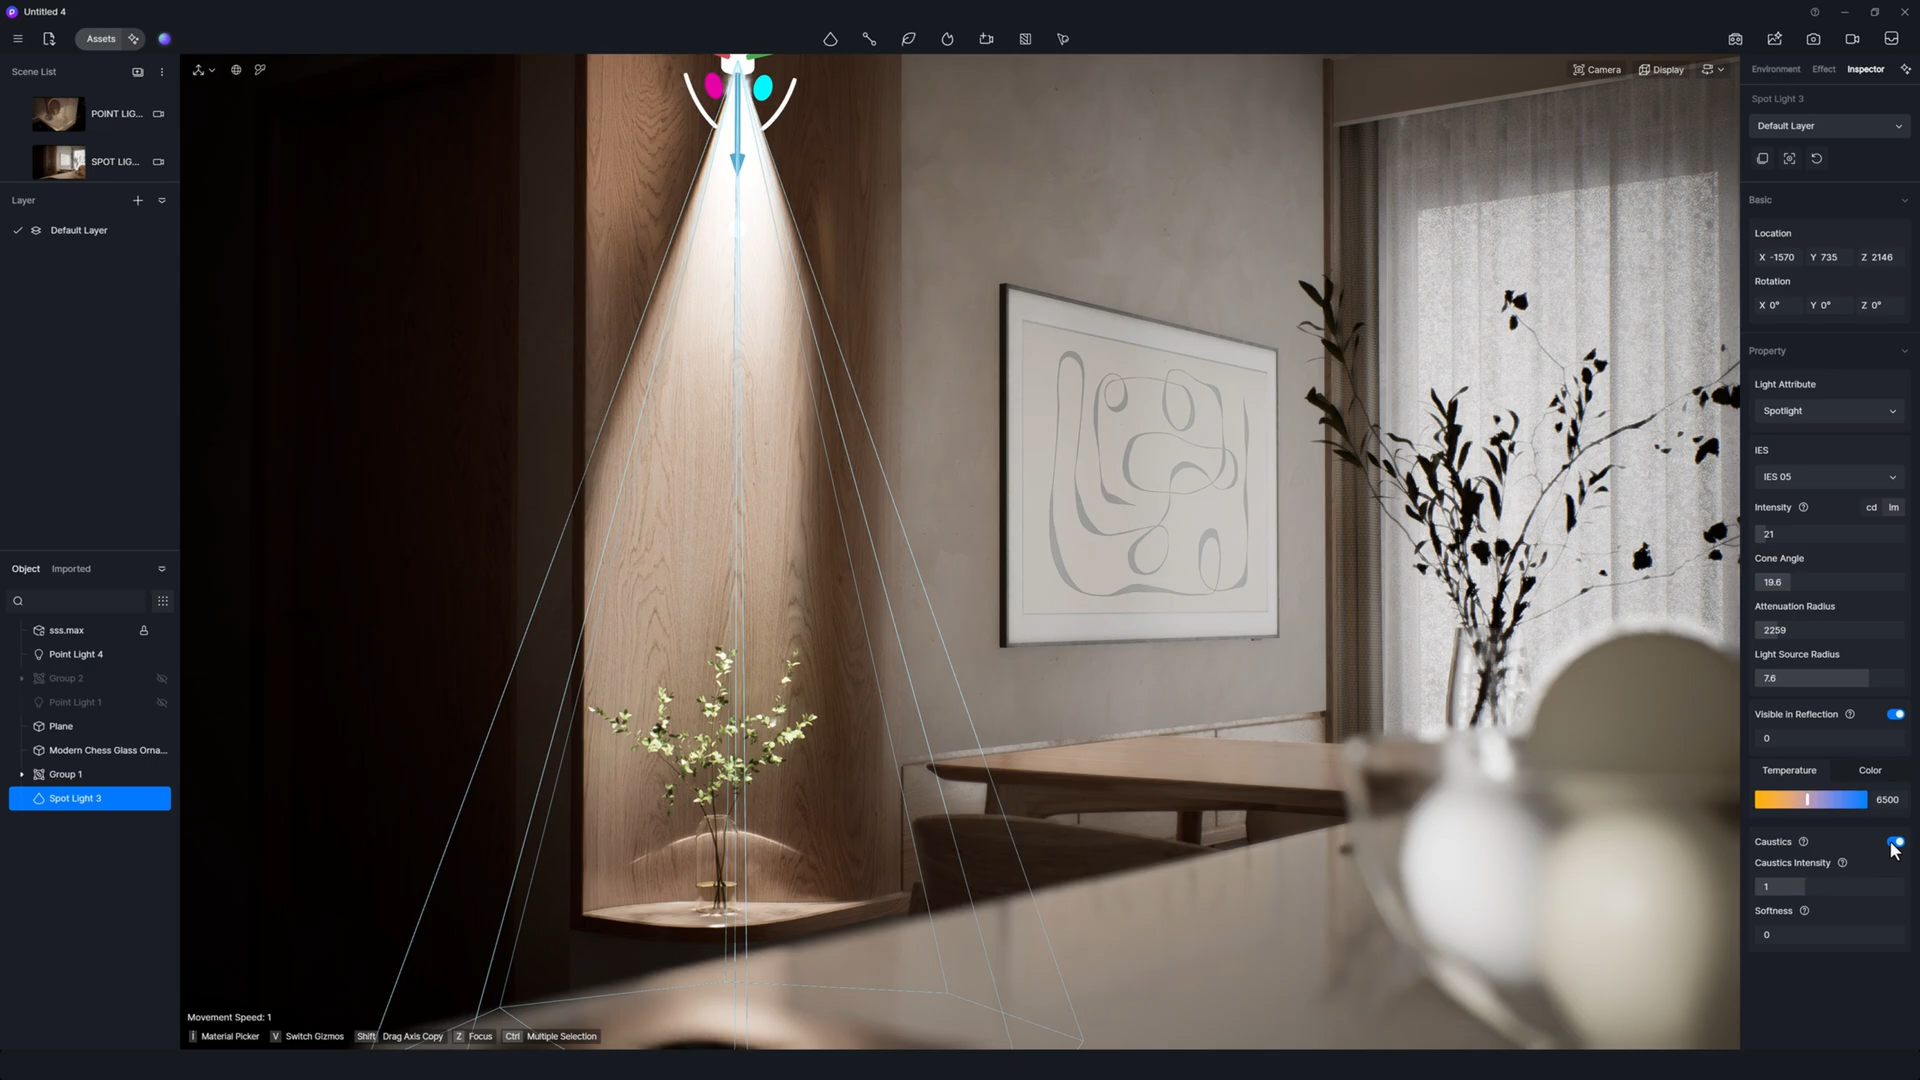 Untitled 4
Assets
Scene List
POINT LIG...
SPOT LIG...
Layer
Default Layer
Object
Imported
sss.max
Point Light 4
Group 2
Point Light 1
Plane
Modern Chess Glass Orna...
Group 1
Spot Light 3
Camera
Display
Movement Speed: 1
i Material Picker V Switch Gizmos Shift Drag Axis Copy Z Focus Ctrl Multiple Selection
Environment Effect Inspector
Spot Light 3
Default Layer
Basic
Location
X -1570 Y 735 Z 2146
Rotation
X 0° Y 0° Z 0°
Property
Light Attribute
Spotlight
IES
IES 05
Intensity cd lm
21
Cone Angle
19.6
Attenuation Radius
2259
Light Source Radius
7.6
Visible in Reflection
0
Temperature Color
6500
Caustics
Caustics Intensity
1
Softness
0